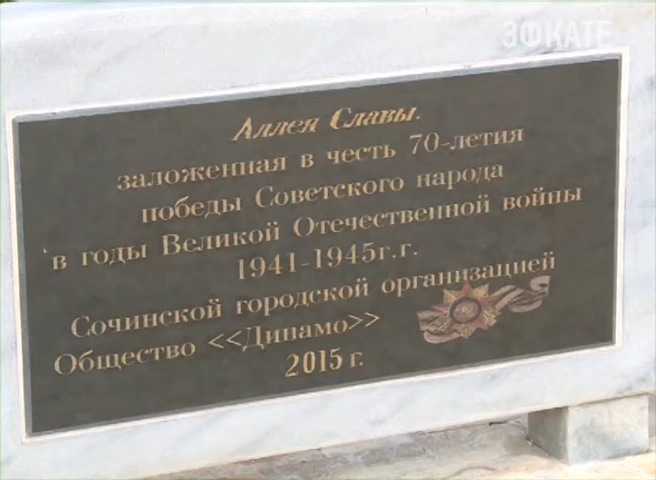 ЭФКАТЕ
Аллея Славы.
заложенная в честь 70-летия
победы Советского народа
в годы Великой Отечественной войны
1941-1945г.г.
Сочинской городской организацией
Общество <<Динамо>>
2015 г.